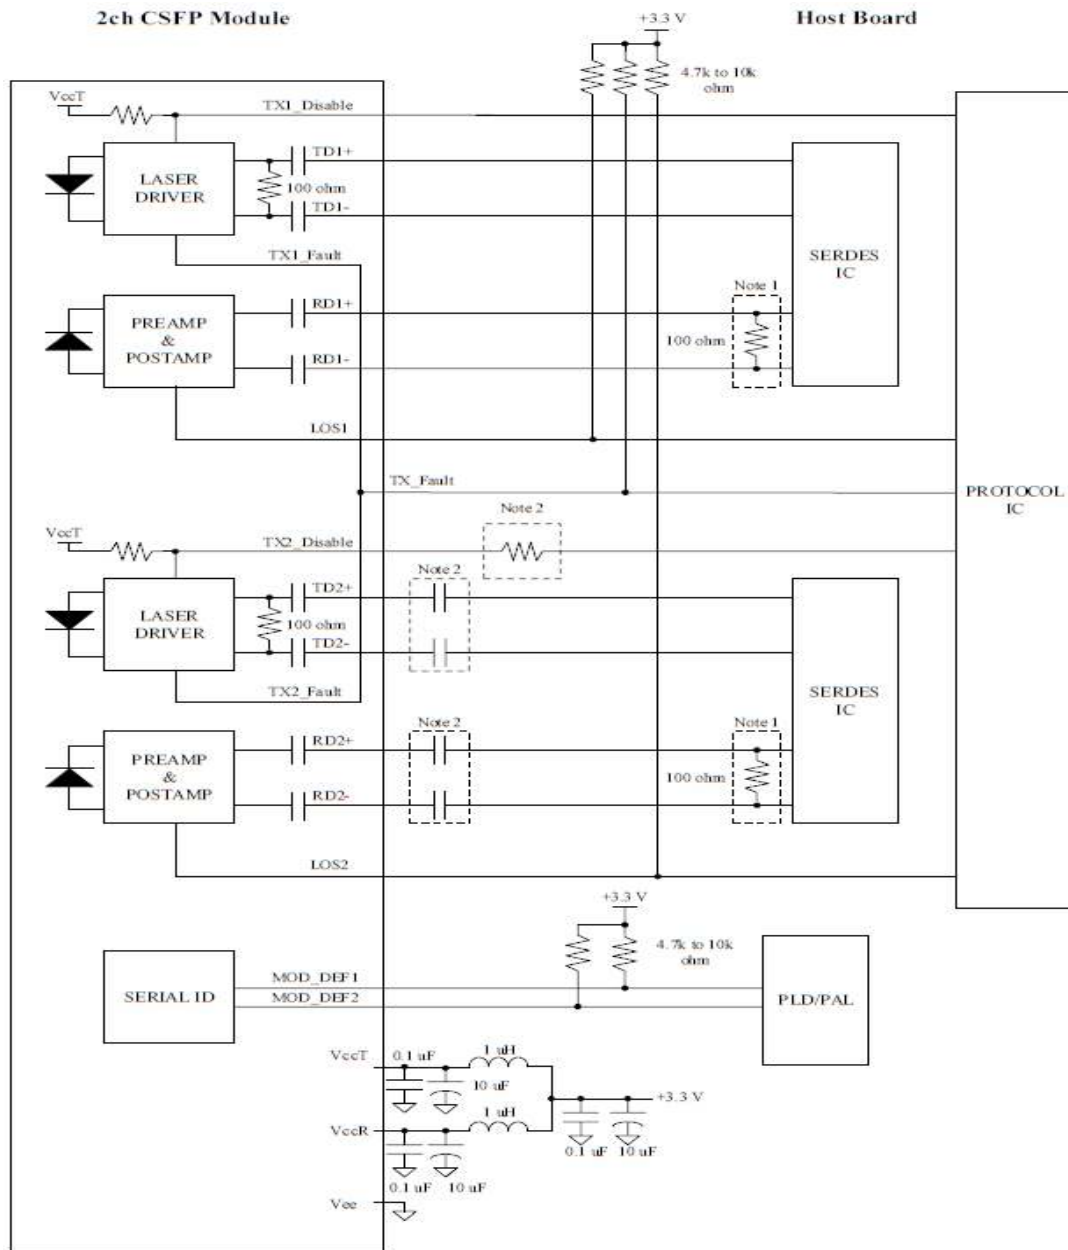 2ch CSFP Module
Host Board
+3.3 V
4.7k to 10k
ohm
VccT
TX1_Disable
LASER
DRIVER
TD1+
100 ohm
TD1-
TX1_Fault
SERDES
IC
Note 1
PREAMP
&
POSTAMP
RD1+
RD1-
100 ohm
LOS1
TX_Fault
PROTOCOL
IC
Note 2
VccT
TX2_Disable
Note 2
LASER
DRIVER
TD2+
100 ohm
TD2-
TX2_Fault
SERDES
IC
Note 2
Note 1
PREAMP
&
POSTAMP
RD2+
RD2-
100 ohm
LOS2
+3.3 V
4.7k to 10k
ohm
SERIAL ID
MOD_DEF1
MOD_DEF2
PLD/PAL
VccT
0.1 uF
1 uH
10 uF
+3.3 V
VccR
1 uH
0.1 uF
10 uF
0.1 uF
10 uF
Vee